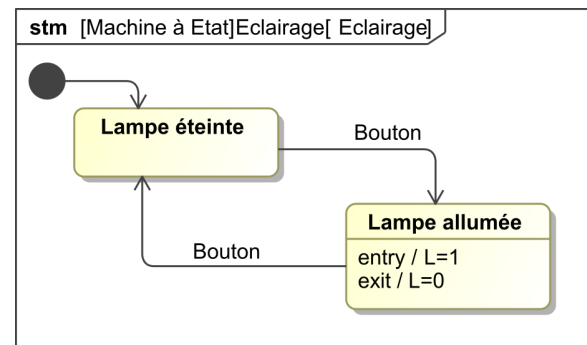 stm [Machine à Etat]Eclairage[ Eclairage]
Lampe éteinte
Bouton
Lampe allumée
entry / L=1
exit / L=0
Bouton